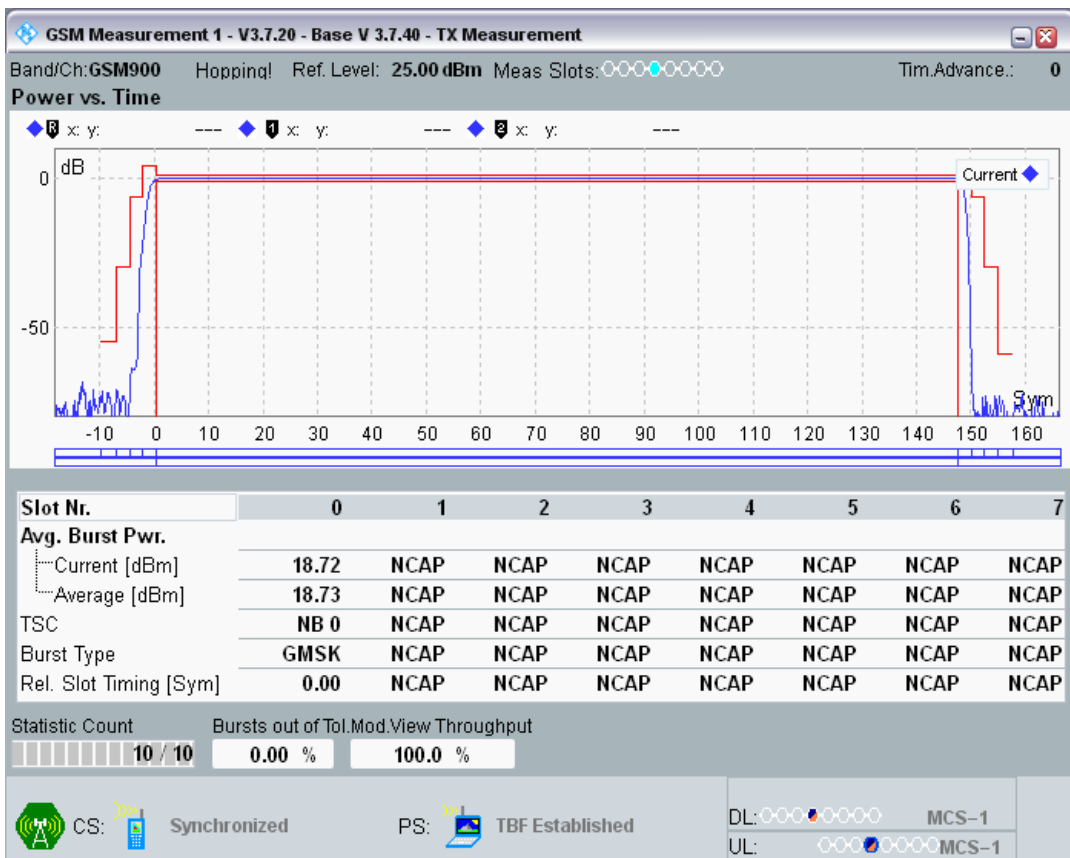 GSM Measurement 1 - V3.7.20 - Base V 3.7.40 - TX Measurement
Band/Ch:GSM900 Hopping! Ref. Level: 25.00 dBm Meas Slots: Tim.Advance.: 0
Power vs. Time
R x: y: --- 1 x: y: --- 2 x: y: ---
dB
Current
0
-50
Sym
-10 0 10 20 30 40 50 60 70 80 90 100 110 120 130 140 150 160
Slot Nr. 0 1 2 3 4 5 6 7
Avg. Burst Pwr.
Current [dBm] 18.72 NCAP NCAP NCAP NCAP NCAP NCAP NCAP
Average [dBm] 18.73 NCAP NCAP NCAP NCAP NCAP NCAP NCAP
TSC NB 0 NCAP NCAP NCAP NCAP NCAP NCAP NCAP
Burst Type GMSK NCAP NCAP NCAP NCAP NCAP NCAP NCAP
Rel. Slot Timing [Sym] 0.00 NCAP NCAP NCAP NCAP NCAP NCAP NCAP
Statistic Count Bursts out of Tol.Mod.View Throughput
10 / 10 0.00 % 100.0 %
CS: Synchronized PS: TBF Established DL: MCS-1
UL: MCS-1